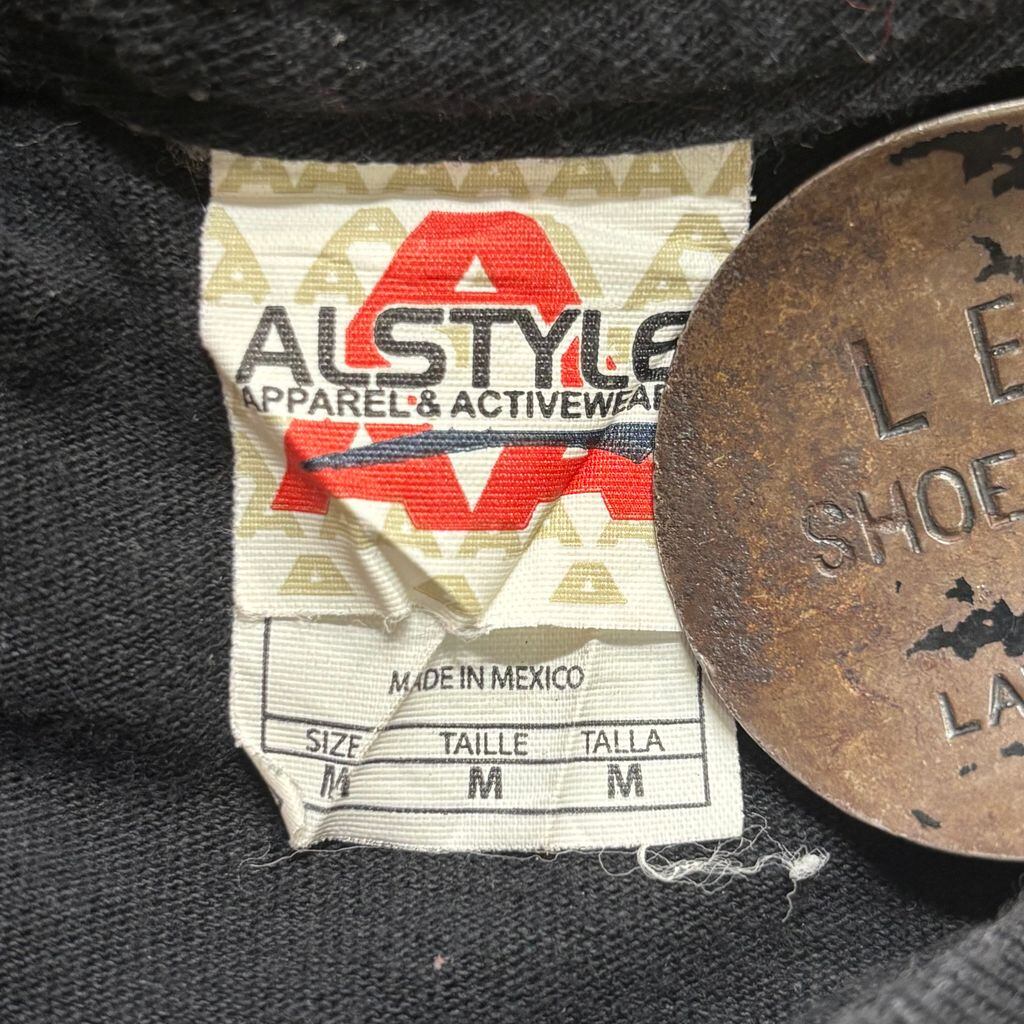 ALSTYLE
APPAREL & ACTIVEWEAR
MADE IN MEXICO
SIZE TAILLE TALLA
M M M
L E
SHOE
LA